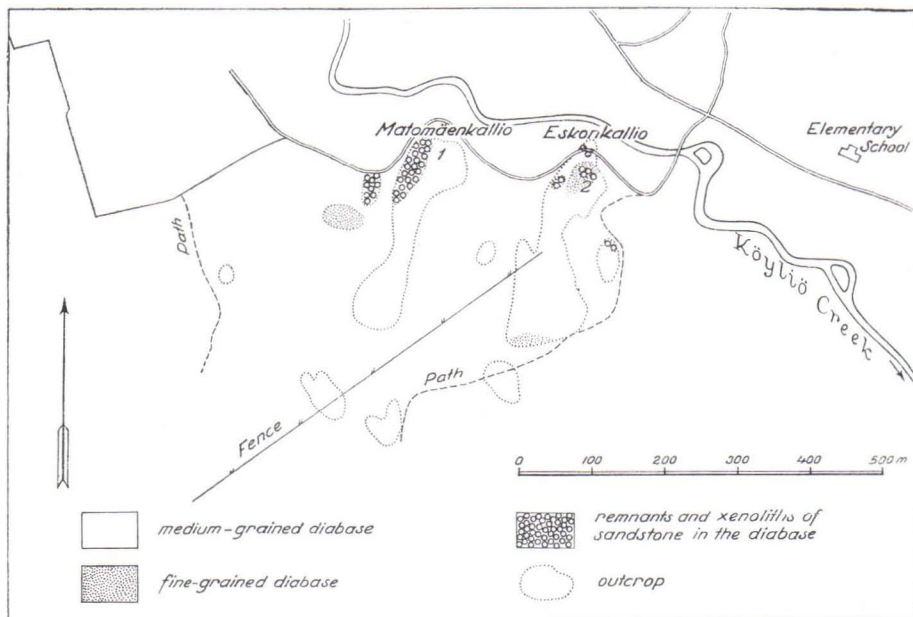 Matomäenkallio
1
Eskonkallio
2
Elementary
School
Path
Köyliö Creek
Path
Fence
0 100 200 300 400 500 m
medium-grained diabase
remnants and xenoliths of
sandstone in the diabase
fine-grained diabase
outcrop